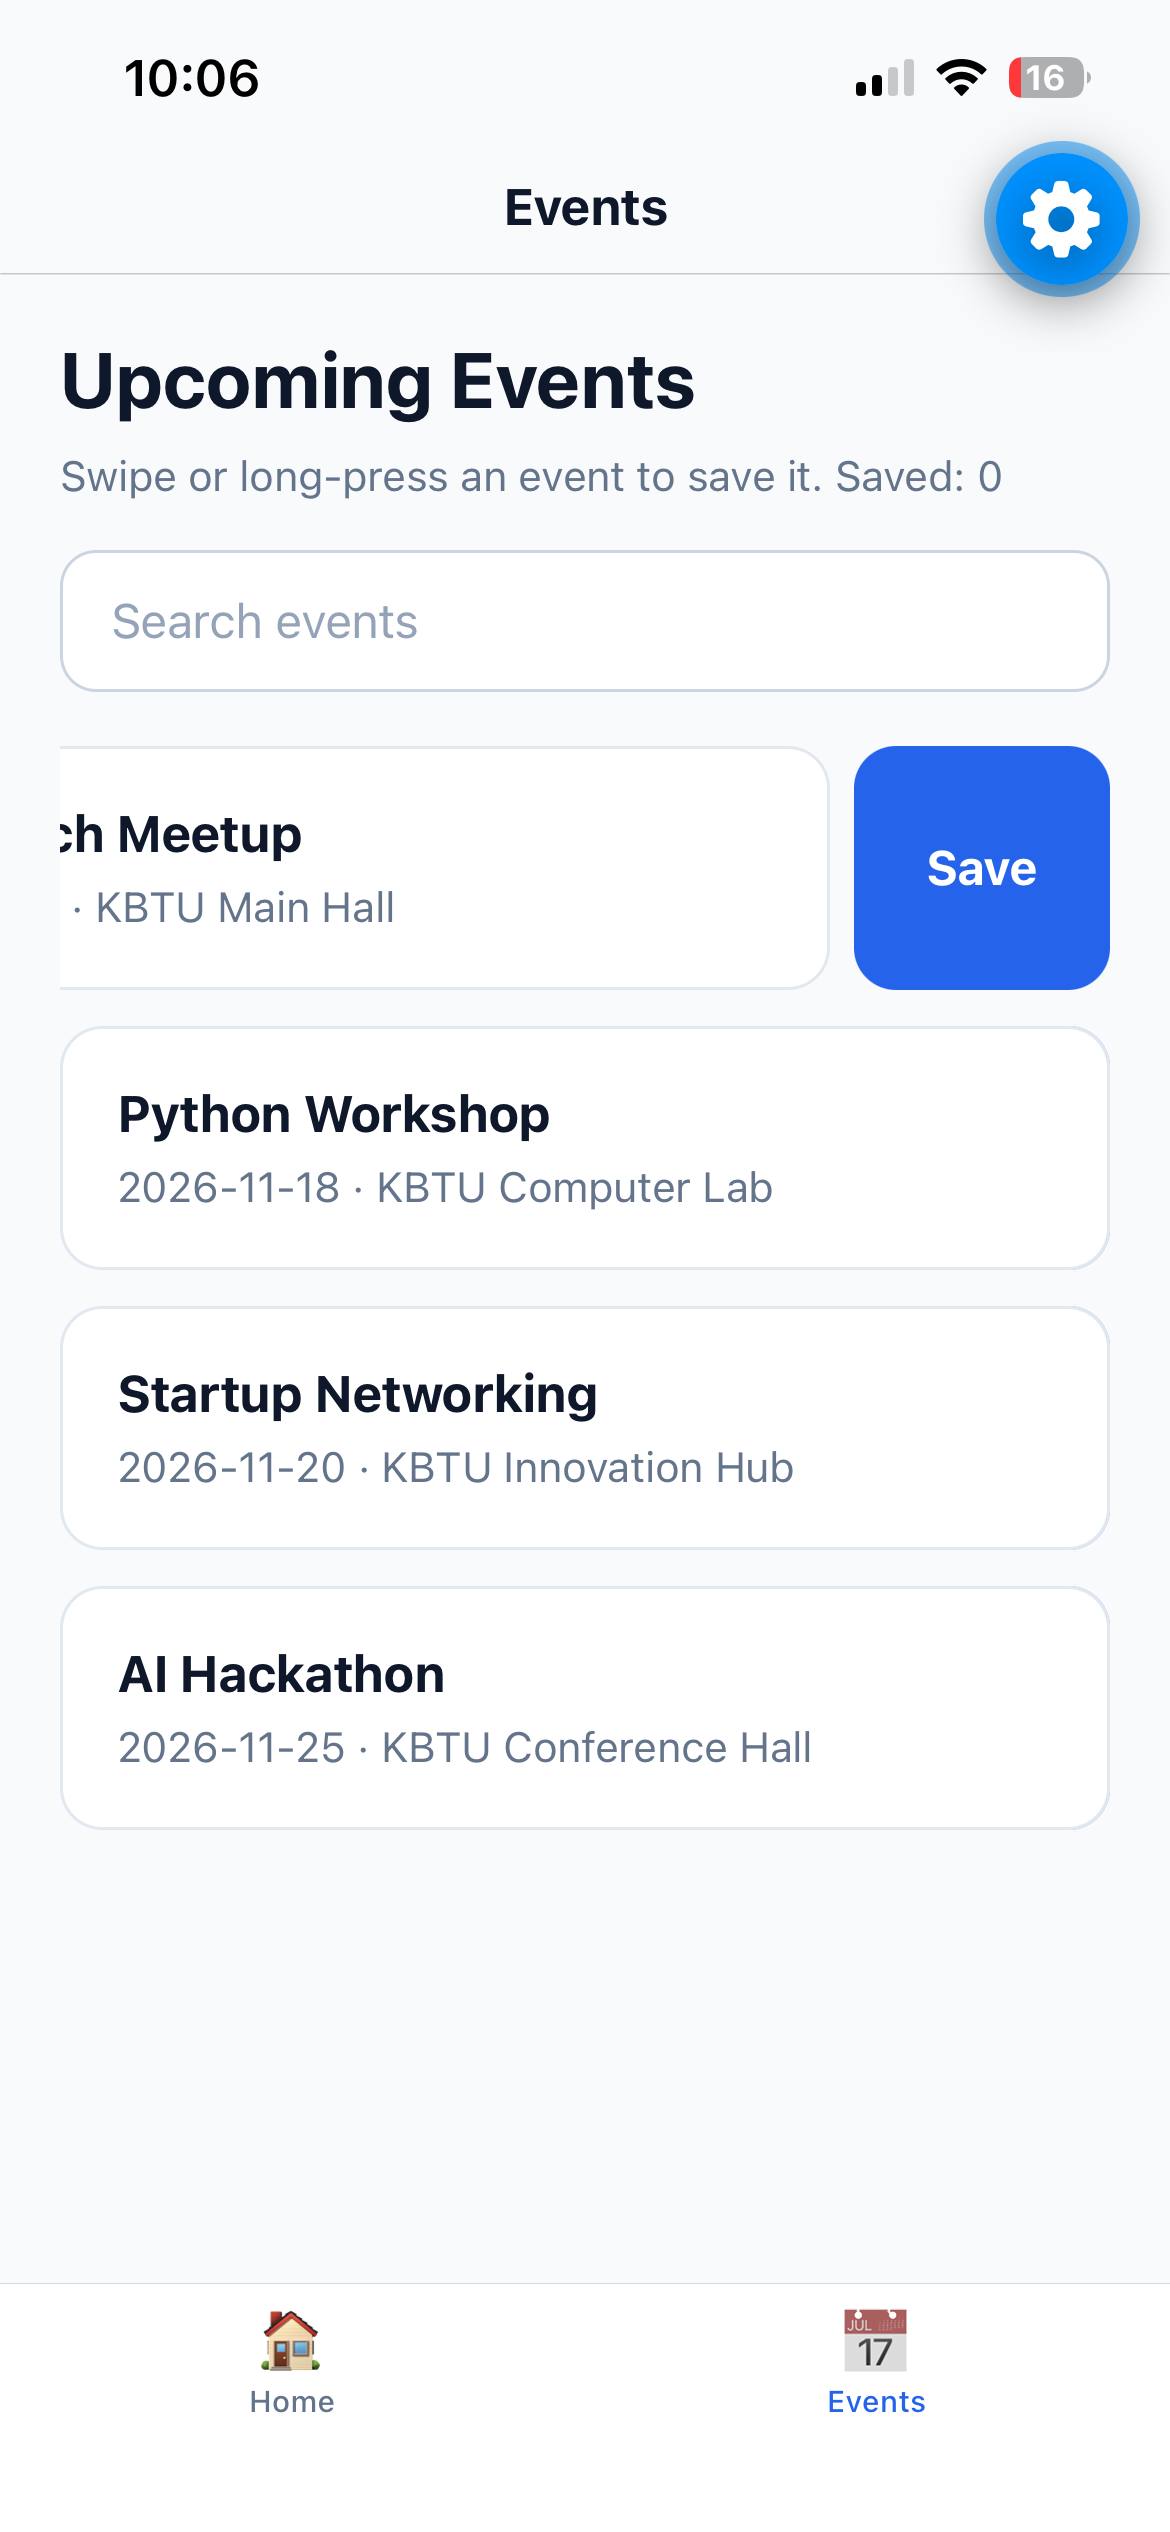 10:06
16
Events
Upcoming Events
Swipe or long-press an event to save it. Saved: 0
Search events
ch Meetup
· KBTU Main Hall
Save
Python Workshop
2026-11-18 · KBTU Computer Lab
Startup Networking
2026-11-20 · KBTU Innovation Hub
AI Hackathon
2026-11-25 · KBTU Conference Hall
JUL
17
Home
Events